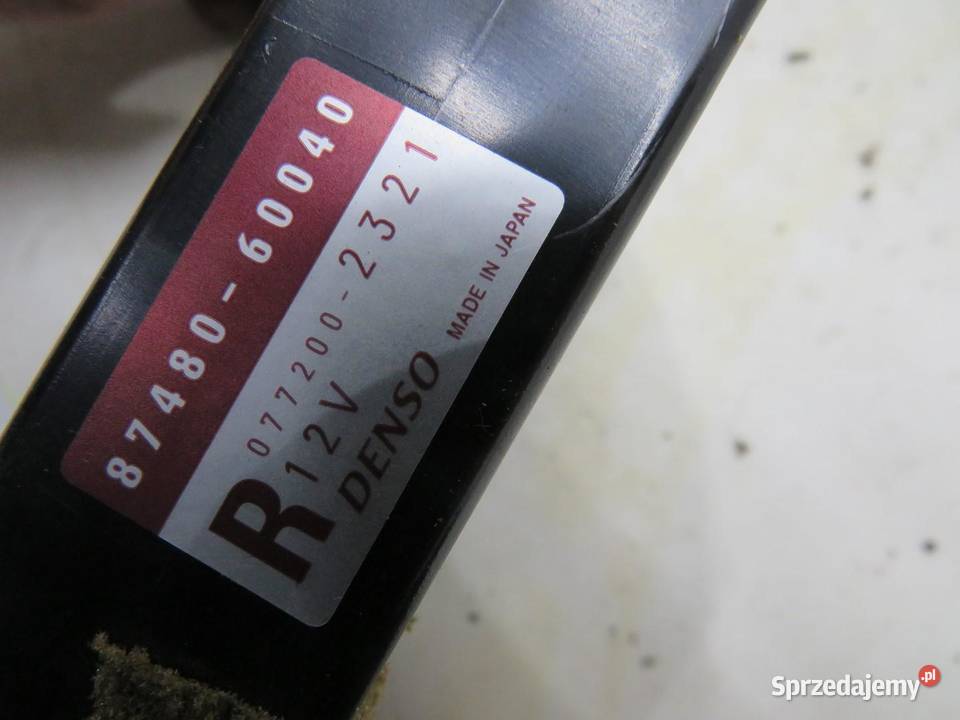 87480-60040
077200-2321
R 12V
DENSO MADE IN JAPAN
Sprzedajemy.pl